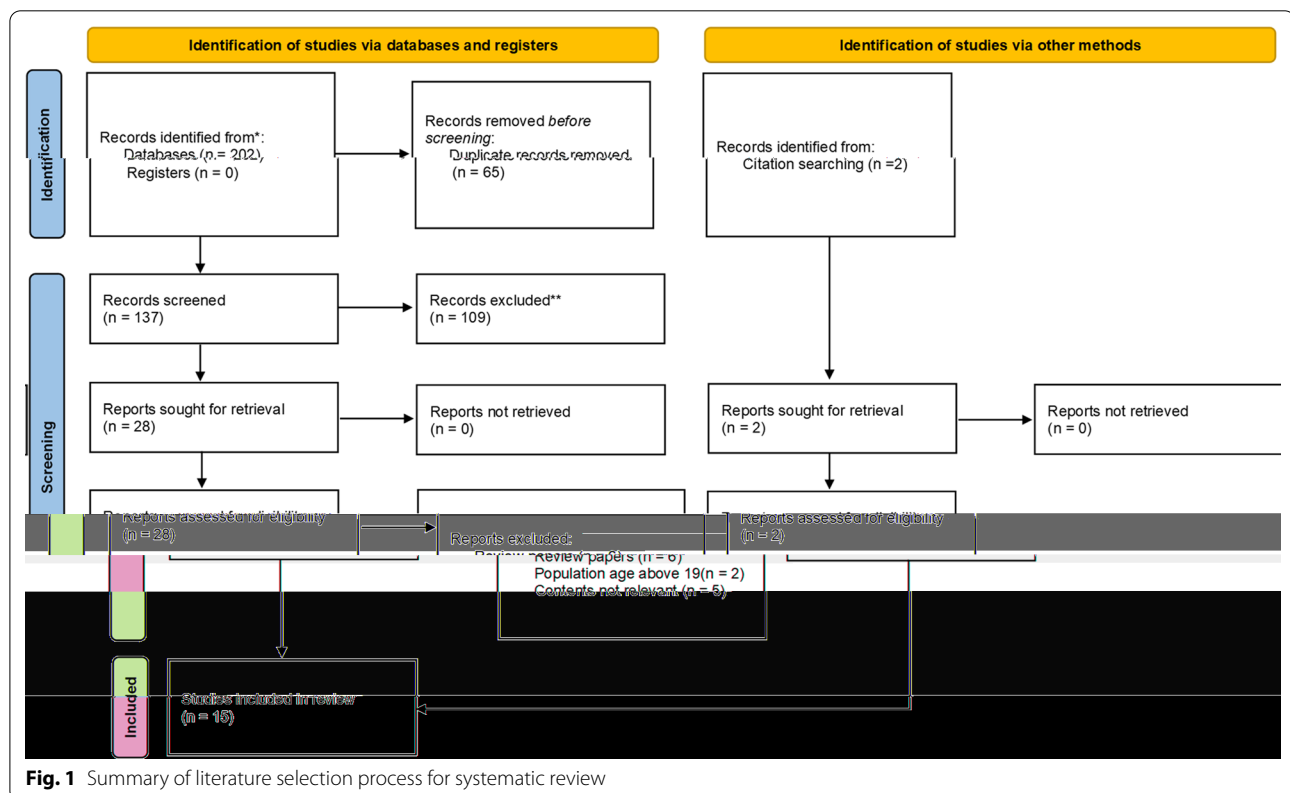 Identification of studies via databases and registers
Identification of studies via other methods
Identification
Records identified from*:
Databases (n = 202)
Registers (n = 0)
Records removed before
screening:
Duplicate records removed
(n = 65)
Records identified from:
Citation searching (n =2)
Screening
Records screened
(n = 137)
Records excluded**
(n = 109)
Reports sought for retrieval
(n = 28)
Reports not retrieved
(n = 0)
Reports sought for retrieval
(n = 2)
Reports not retrieved
(n = 0)
Reports assessed for eligibility
(n = 28)
Reports excluded:
Review papers (n = 6)
Population age above 19(n = 2)
Contents not relevant (n = 5)
Reports assessed for eligibility
(n = 2)
Included
Studies included in review
(n = 15)
Fig. 1 Summary of literature selection process for systematic review